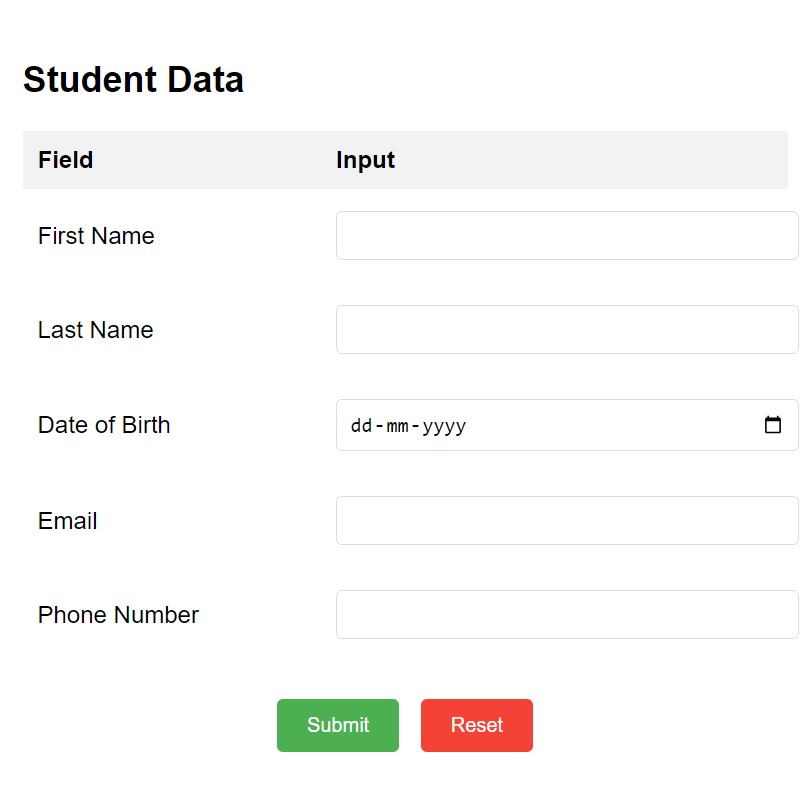 Student Data
Field Input
First Name
Last Name
Date of Birth dd-mm-yyyy
Email
Phone Number
Submit Reset